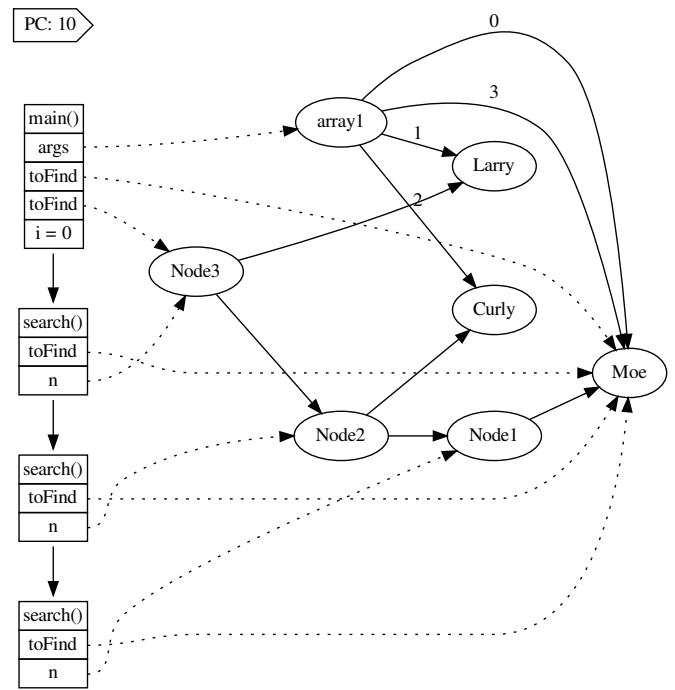 PC: 10
0
3
main()
array1
1
args
Larry
toFind
2
toFind
i = 0
Node3
search()
Curly
toFind
Moe
n
Node2
Node1
search()
toFind
n
search()
toFind
n